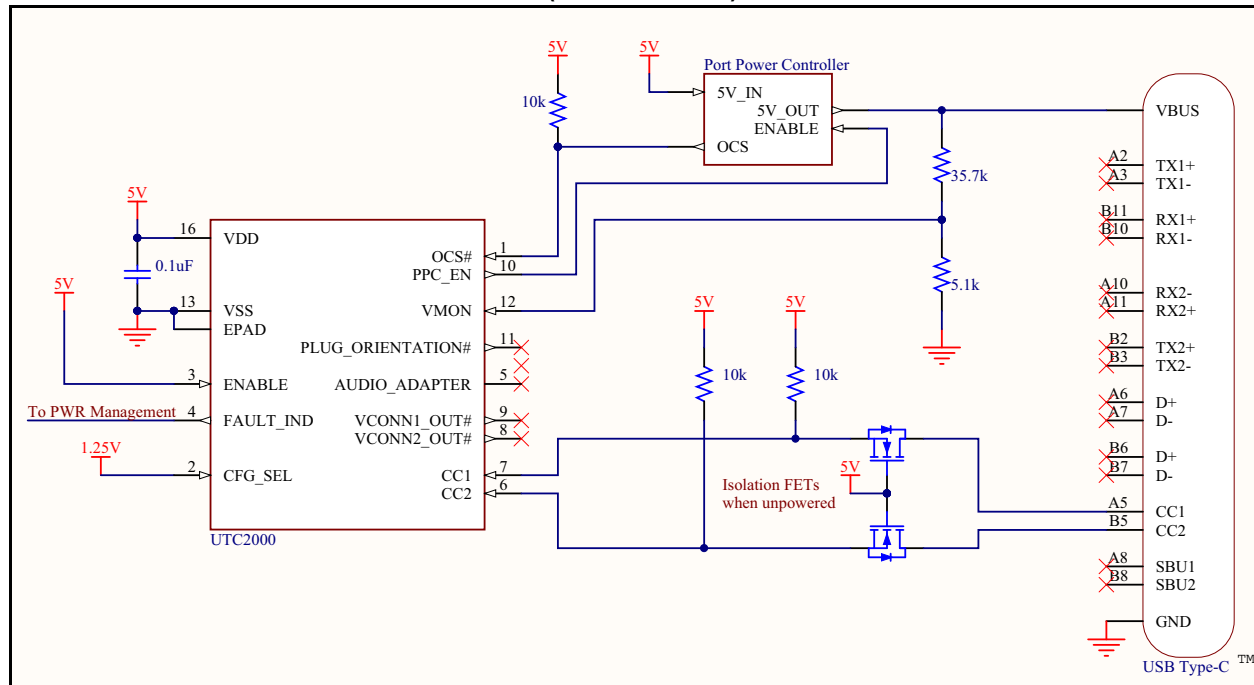 5V
10k
5V
Port Power Controller
5V_IN
5V_OUT
ENABLE
OCS
35.7k
5.1k
5V
0.1uF
5V
16
VDD
13
VSS
EPAD
3
ENABLE
To PWR Management
4
FAULT_IND
1.25V
2
CFG_SEL
OCS#
1
PPC_EN
10
VMON
12
PLUG_ORIENTATION#
11
AUDIO_ADAPTER
5
VCONN1_OUT#
9
VCONN2_OUT#
8
CC1
7
CC2
6
UTC2000
5V
10k
5V
10k
5V
Isolation FETs
when unpowered
VBUS
A2
TX1+
A3
TX1-
B11
RX1+
B10
RX1-
A10
RX2-
A11
RX2+
B2
TX2+
B3
TX2-
A6
D+
A7
D-
B6
D+
B7
D-
A5
CC1
B5
CC2
A8
SBU1
B8
SBU2
GND
USB Type-C TM